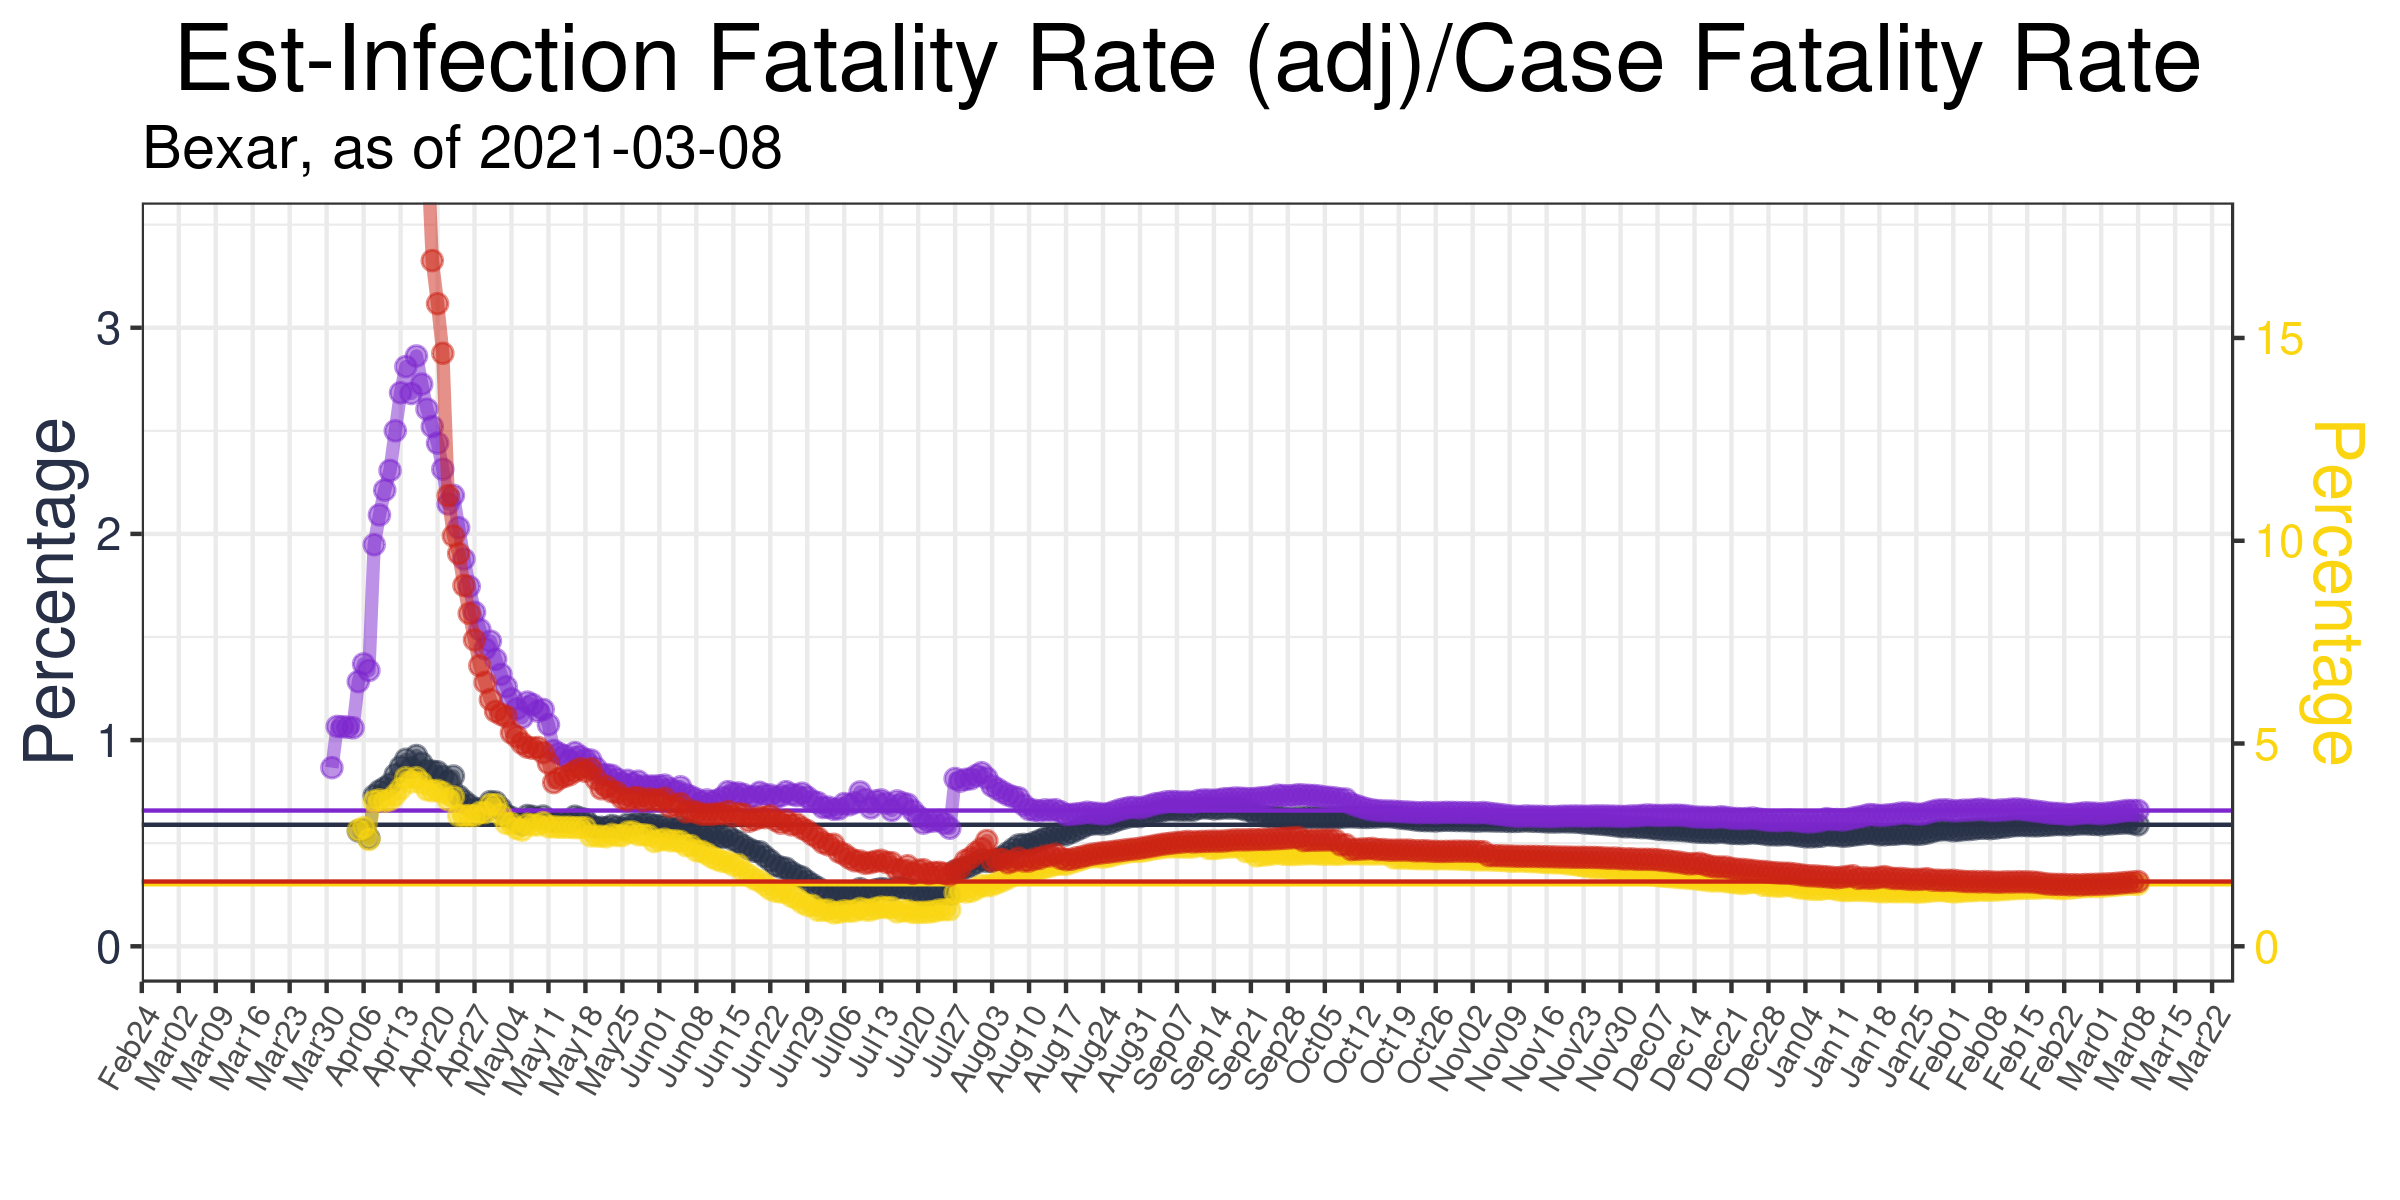 Est-Infection Fatality Rate (adj)/Case Fatality Rate
Bexar, as of 2021-03-08
Percentage
3
2
1
0
15
10
5
0
Percentage
Feb24
Mar02
Mar09
Mar16
Mar23
Mar30
Apr06
Apr13
Apr20
Apr27
May04
May11
May18
May25
Jun01
Jun08
Jun15
Jun22
Jun29
Jul06
Jul13
Jul20
Jul27
Aug03
Aug10
Aug17
Aug24
Aug31
Sep07
Sep14
Sep21
Sep28
Oct05
Oct12
Oct19
Oct26
Nov02
Nov09
Nov16
Nov23
Nov30
Dec07
Dec14
Dec21
Dec28
Jan04
Jan11
Jan18
Jan25
Feb01
Feb08
Feb15
Feb22
Mar01
Mar08
Mar15
Mar22